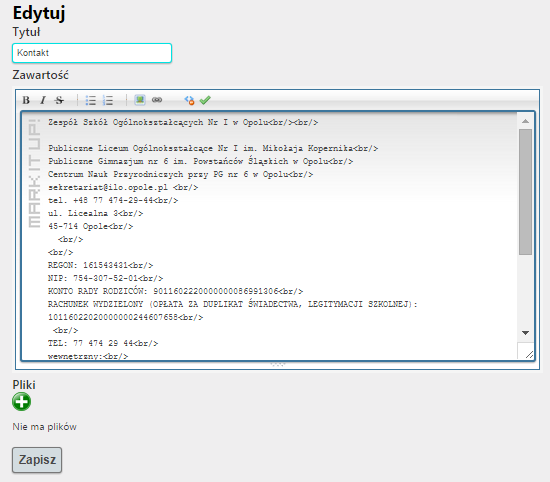 Edytuj
Tytuł
Kontakt
Zawartość
B I S
MARK IT UP!
Zespół Szkół Ogólnokształcących Nr I w Opolu<br/><br/>
Publiczne Liceum Ogólnokształcące Nr I im. Mikołaja Kopernika<br/>
Publiczne Gimnazjum nr 6 im. Powstańców Śląskich w Opolu<br/>
Centrum Nauk Przyrodniczych przy PG nr 6 w Opolu<br/>
sekretariat@ilo.opole.pl <br/>
tel. +48 77 474-29-44<br/>
ul. Licealna 3<br/>
45-714 Opole<br/>
<br/>
<br/>
REGON: 161543431<br/>
NIP: 754-307-52-01<br/>
KONTO RADY RODZICÓW: 90116022200000000086991306<br/>
RACHUNEK WYDZIELONY (OPŁATA ZA DUPLIKAT ŚWIADECTWA, LEGITYMACJI SZKOLNEJ):
10116022020000000244607658<br/>
<br/>
TEL: 77 474 29 44<br/>
wewnętrzny:<br/>
Pliki
Nie ma plików
Zapisz